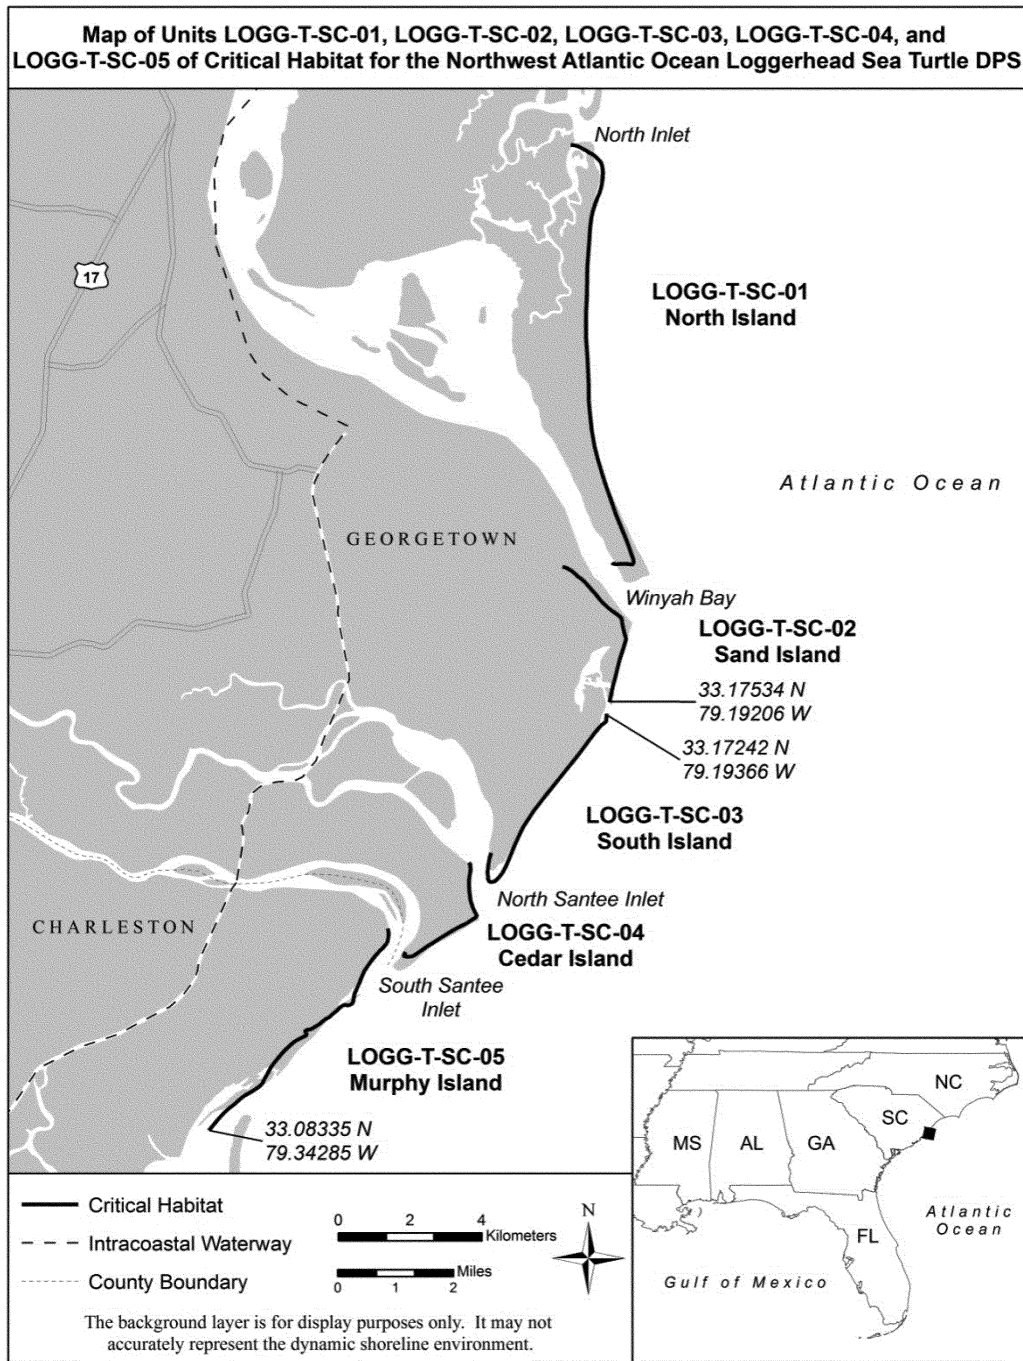 Map of Units LOGG-T-SC-01, LOGG-T-SC-02, LOGG-T-SC-03, LOGG-T-SC-04, and
LOGG-T-SC-05 of Critical Habitat for the Northwest Atlantic Ocean Loggerhead Sea Turtle DPS
North Inlet
17
LOGG-T-SC-01
North Island
Atlantic Ocean
GEORGETOWN
Winyah Bay
LOGG-T-SC-02
Sand Island
33.17534 N
79.19206 W
33.17242 N
79.19366 W
LOGG-T-SC-03
South Island
North Santee Inlet
CHARLESTON
LOGG-T-SC-04
Cedar Island
South Santee
Inlet
LOGG-T-SC-05
Murphy Island
33.08335 N
79.34285 W
NC
SC
MS
AL
GA
FL
Atlantic
Ocean
Gulf of Mexico
Critical Habitat
Intracoastal Waterway
County Boundary
0 2 4
Kilometers
Miles
0 1 2
N
The background layer is for display purposes only. It may not
accurately represent the dynamic shoreline environment.